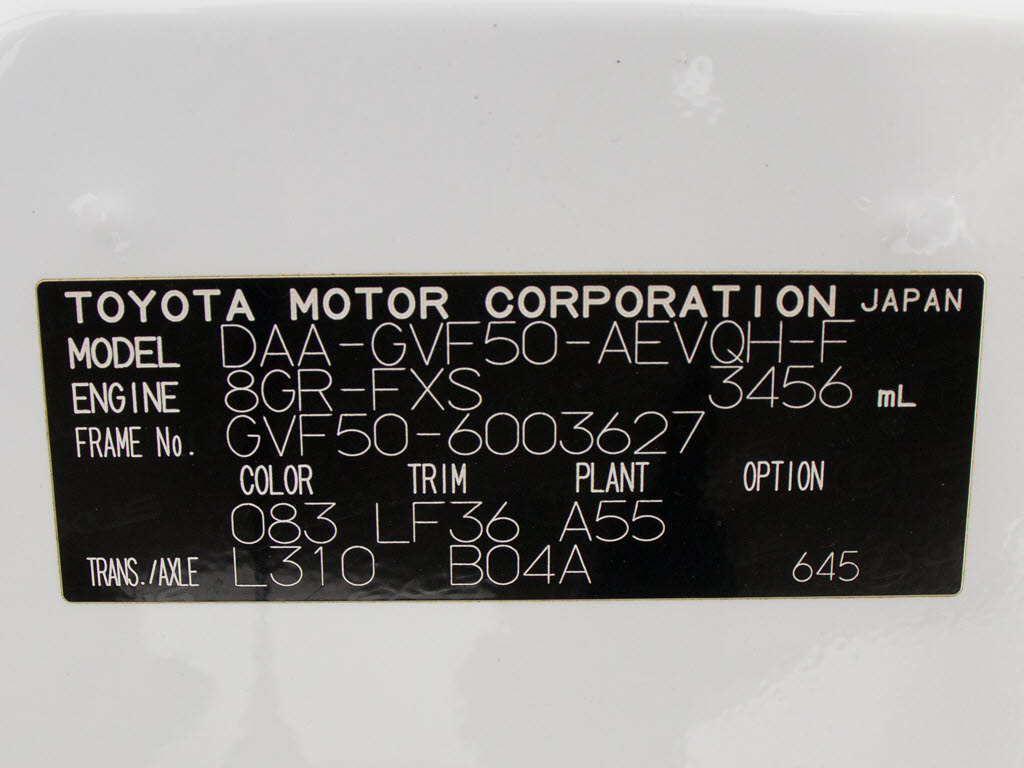 TOYOTA MOTOR CORPORATION JAPAN
MODEL DAA-GVF50-AEVQH-F
ENGINE 8GR-FXS 3456 mL
FRAME No. GVF50-6003627
COLOR TRIM PLANT OPTION
083 LF36 A55
TRANS./AXLE L310 B04A 645